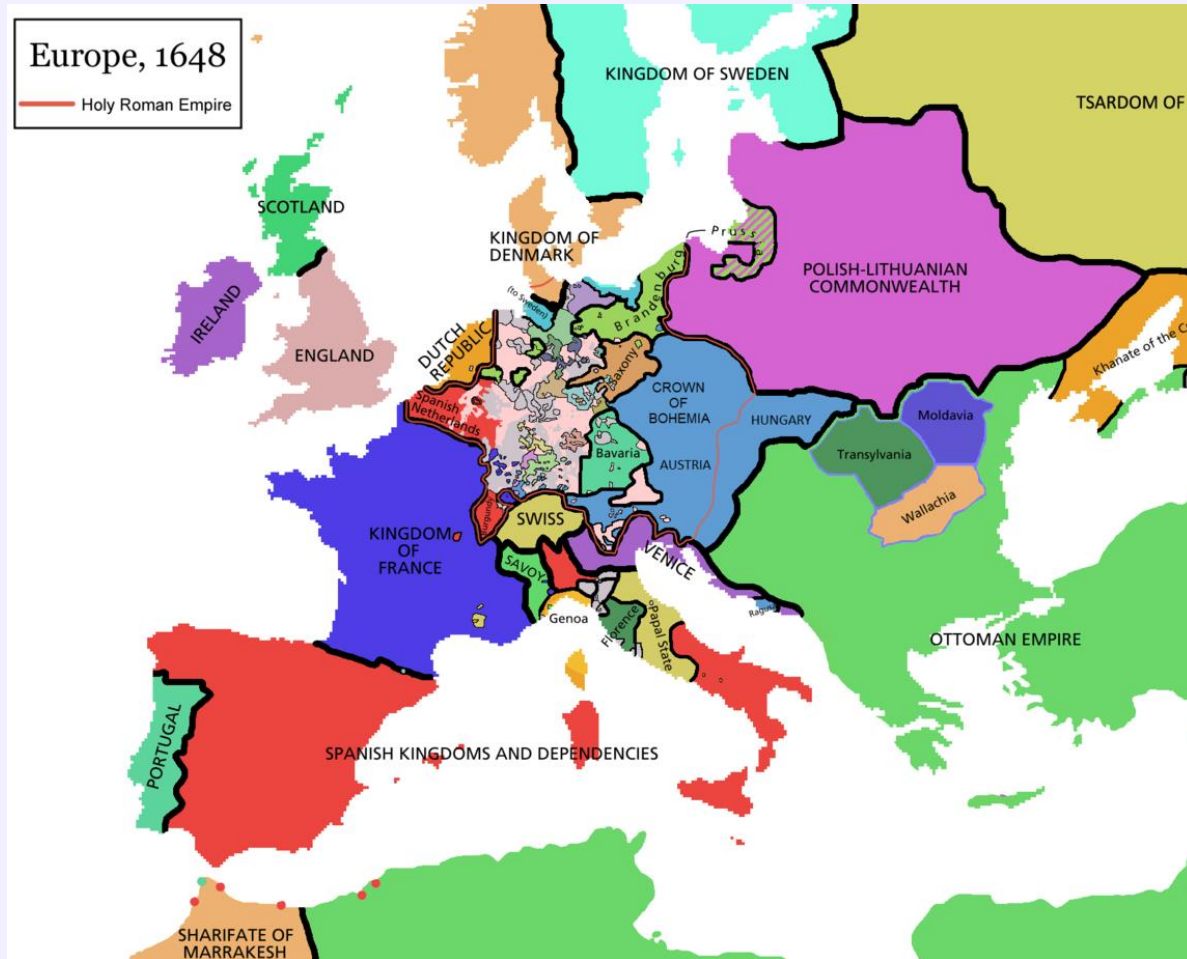 Europe, 1648
Holy Roman Empire
KINGDOM OF SWEDEN
TSARDOM OF
SCOTLAND
KINGDOM OF
DENMARK
Pruss
POLISH-LITHUANIAN
COMMONWEALTH
IRELAND
ENGLAND
DUTCH
REPUBLIC
(to Sweden)
Brandenburg
Khanate of the C
Saxony
Spanish
Netherlands
CROWN
OF
BOHEMIA
HUNGARY
Moldavia
Bavaria
AUSTRIA
Transylvania
Wallachia
KINGDOM
OF
FRANCE
Burgundy
SWISS
SAVOY
VENICE
Genoa
Florence
Papal State
OTTOMAN EMPIRE
PORTUGAL
SPANISH KINGDOMS AND DEPENDENCIES
SHARIFATE OF
MARRAKESH